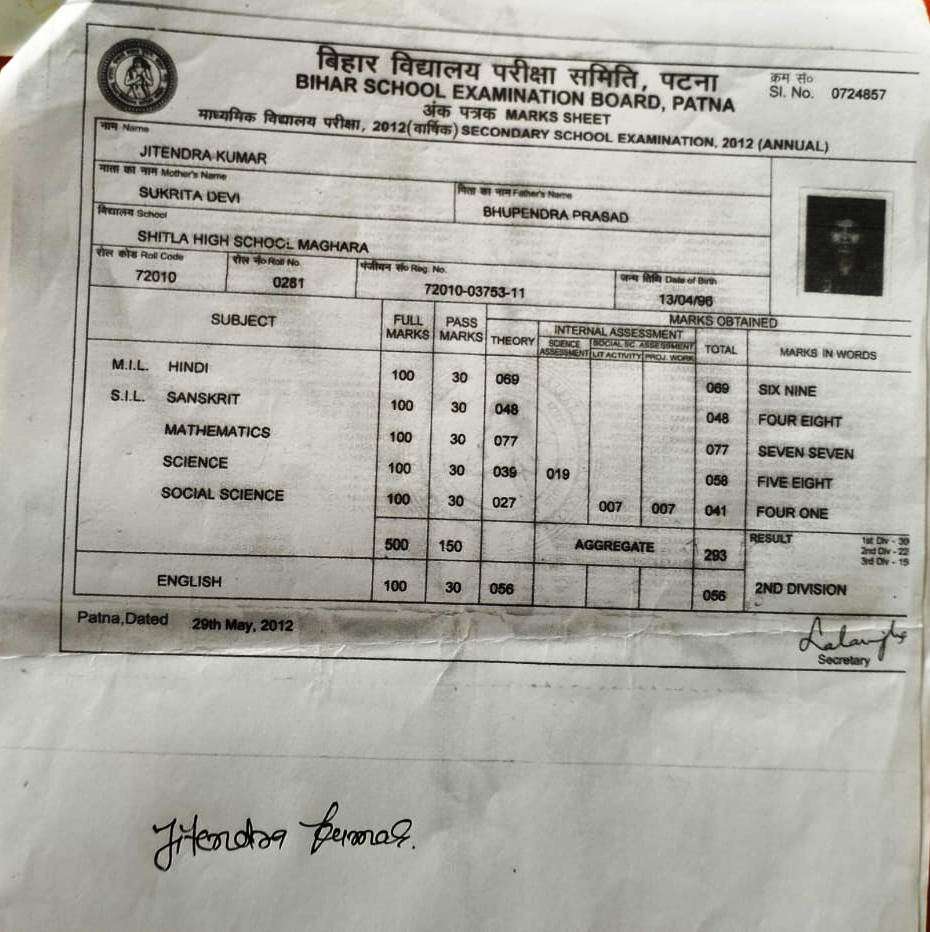 बिहार विद्यालय परीक्षा समिति, पटना
क्रम सं०
BIHAR SCHOOL EXAMINATION BOARD, PATNA
Sl. No. 0724857
अंक पत्रक MARKS SHEET
माध्यमिक विद्यालय परीक्षा, 2012(वार्षिक) SECONDARY SCHOOL EXAMINATION, 2012 (ANNUAL)
नाम Name
JITENDRA KUMAR
माता का नाम Mother's Name
SUKRITA DEVI
पिता का नाम Father's Name
BHUPENDRA PRASAD
विद्यालय School
SHITLA HIGH SCHOOL MAGHARA
रोल कोड Roll Code
72010
रोल नं० Roll No.
0281
पंजीयन सं० Reg. No.
72010-03753-11
जन्म तिथि Date of Birth
13/04/96
SUBJECT
FULL MARKS
PASS MARKS
MARKS OBTAINED
THEORY
INTERNAL ASSESSMENT
SCIENCE ASSESSMENT
SOCIAL SC. ASSESSMENT
LIT ACTIVITY PROJ. WORK
TOTAL
MARKS IN WORDS
M.I.L. HINDI 100 30 069 069 SIX NINE
S.I.L. SANSKRIT 100 30 048 048 FOUR EIGHT
MATHEMATICS 100 30 077 077 SEVEN SEVEN
SCIENCE 100 30 039 019 058 FIVE EIGHT
SOCIAL SCIENCE 100 30 027 007 007 041 FOUR ONE
500 150 AGGREGATE 293
RESULT
1st Div - 30
2nd Div - 22
3rd Div - 15
ENGLISH 100 30 056 056 2ND DIVISION
Patna,Dated 29th May, 2012
Secretary
Jitendra Kumar.